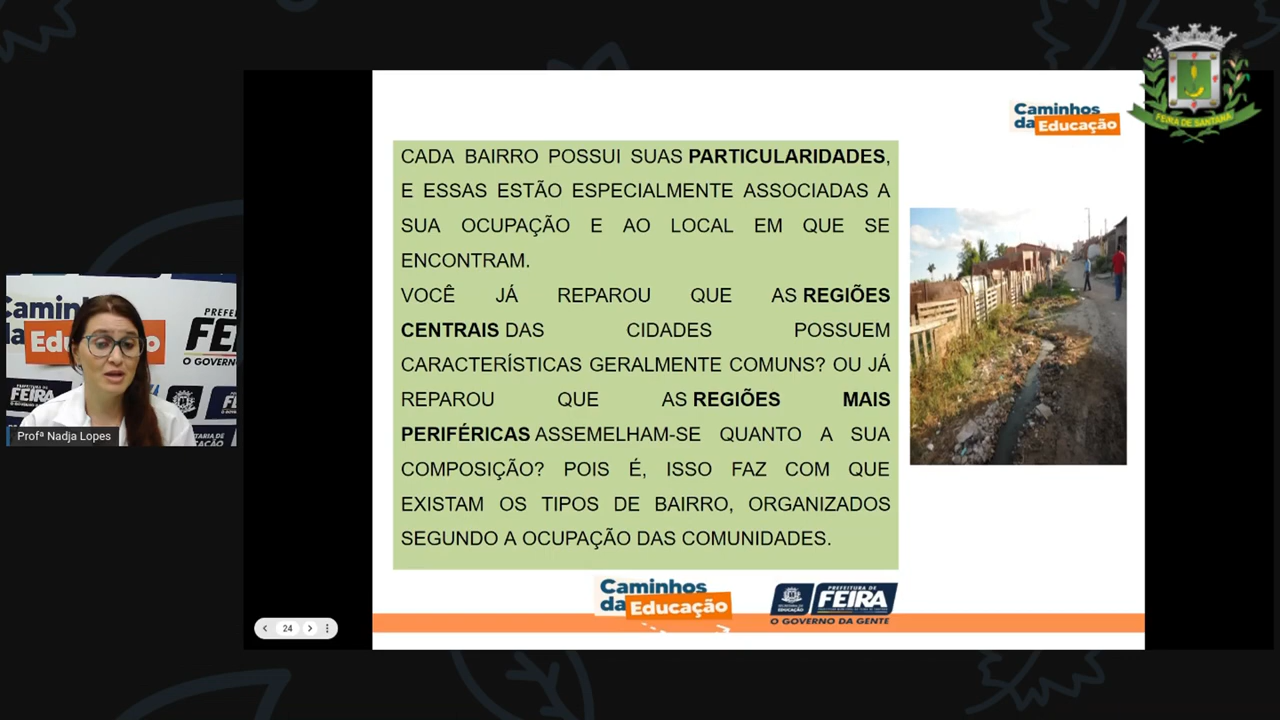 FEIRA DE SANTANA
Caminhos
da Educação
CADA BAIRRO POSSUI SUAS PARTICULARIDADES,
E ESSAS ESTÃO ESPECIALMENTE ASSOCIADAS A
SUA OCUPAÇÃO E AO LOCAL EM QUE SE
ENCONTRAM.
VOCÊ JÁ REPAROU QUE AS REGIÕES
CENTRAIS DAS CIDADES POSSUEM
CARACTERÍSTICAS GERALMENTE COMUNS? OU JÁ
REPAROU QUE AS REGIÕES MAIS
PERIFÉRICAS ASSEMELHAM-SE QUANTO A SUA
COMPOSIÇÃO? POIS É, ISSO FAZ COM QUE
EXISTAM OS TIPOS DE BAIRRO, ORGANIZADOS
SEGUNDO A OCUPAÇÃO DAS COMUNIDADES.
Profª Nadja Lopes
Caminhos
da Educação
PREFEITURA DE
FEIRA
O GOVERNO DA GENTE
24